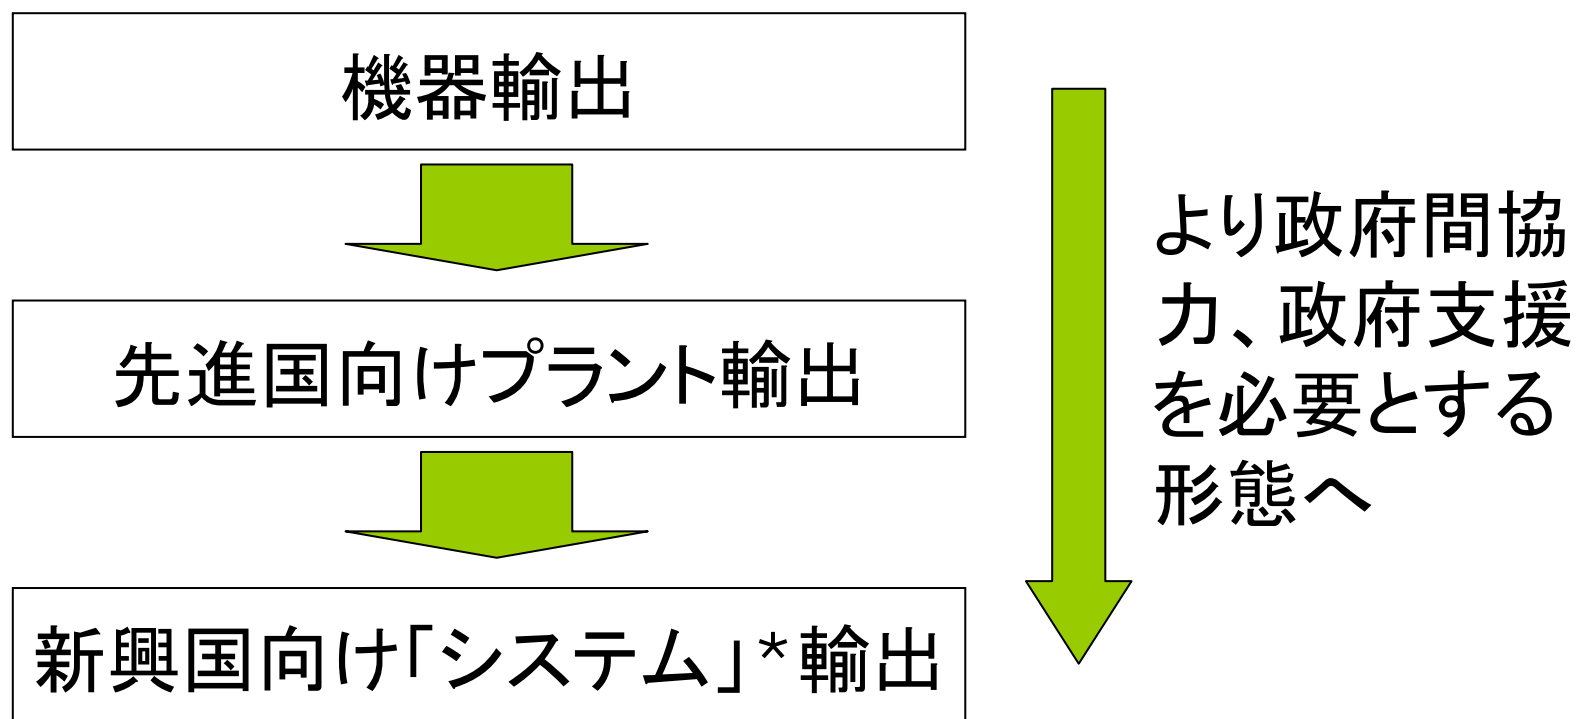 機器輸出
先進国向けプラント輸出
新興国向け「システム」*輸出
より政府間協
力、政府支援
を必要とする
形態へ